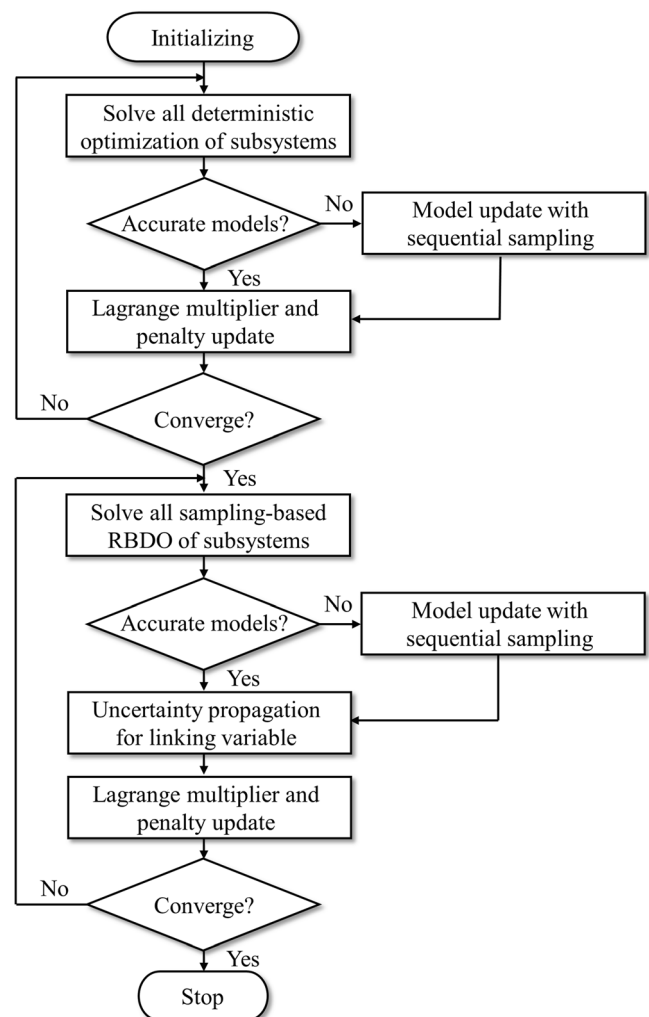 Initializing
Solve all deterministic
optimization of subsystems
Accurate models?
No
Model update with
sequential sampling
Yes
Lagrange multiplier and
penalty update
No
Converge?
Yes
Solve all sampling-based
RBDO of subsystems
Accurate models?
No
Model update with
sequential sampling
Yes
Uncertainty propagation
for linking variable
Lagrange multiplier and
penalty update
No
Converge?
Yes
Stop